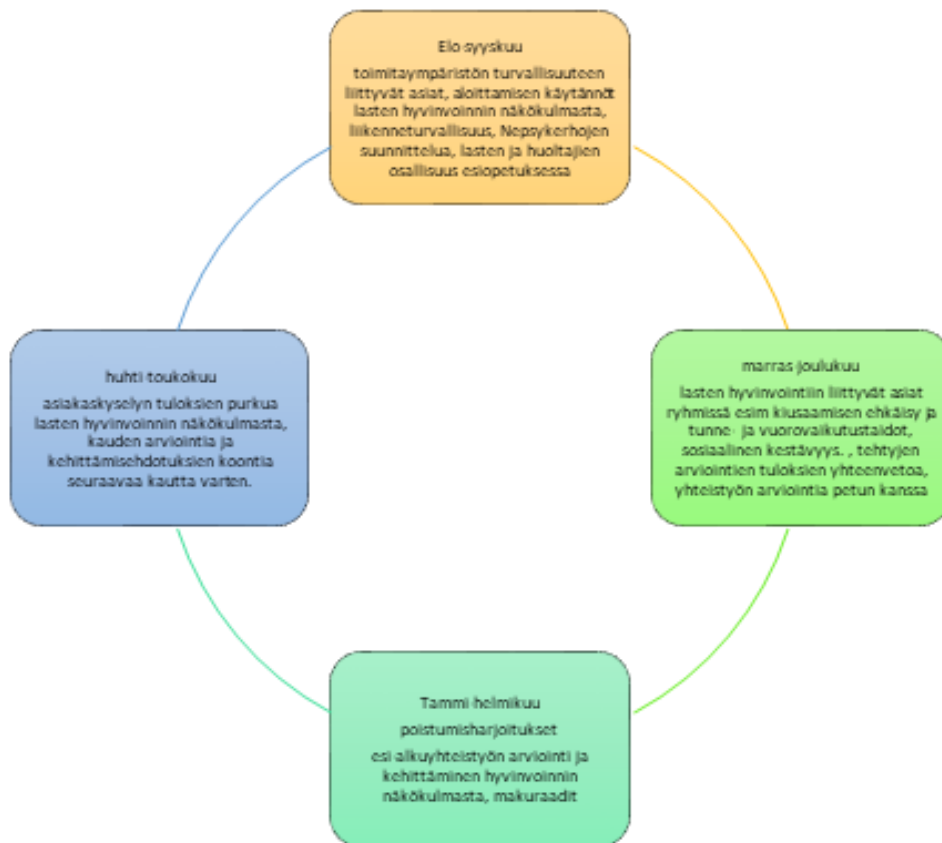 Elo-syyskuu
toimitaympäristön turvallisuuteen
liittyvät asiat, aloittamisen käytännöt
lasten hyvinvoinnin näkökulmasta,
liikenneturvallisuus, Nepsykerhojen
suunnittelua, lasten ja huoltajien
osallisuus esiopetuksessa
marras-joulukuu
lasten hyvinvointiin liittyvät asiat
ryhmissä esim kiusaamisen ehkäisy ja
tunne- ja vuorovaikutustaidot,
sosiaalinen kestävyys. , tehtyjen
arviointien tuloksien yhteenvetoa,
yhteistyön arviointia petun kanssa
Tammi-helmikuu
poistumisharjoitukset
esi-alkuyhteistyön arviointi ja
kehittäminen hyvinvoinnin
näkökulmasta, makuraadit
huhti-toukokuu
asiakaskyselyn tuloksien purkua
lasten hyvinvoinnin näkökulmasta,
kauden arviointia ja
kehittämisehdotuksien koontia
seuraavaa kautta varten.